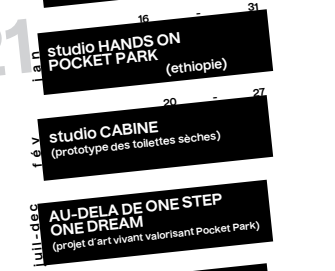 21
16 - 31
jan
studio HANDS ON
POCKET PARK
(ethiopie)
20 - 27
fév
studio CABINE
(prototype des toilettes sèches)
juil-dec
AU-DELA DE ONE STEP
ONE DREAM
(projet d'art vivant valorisant Pocket Park)